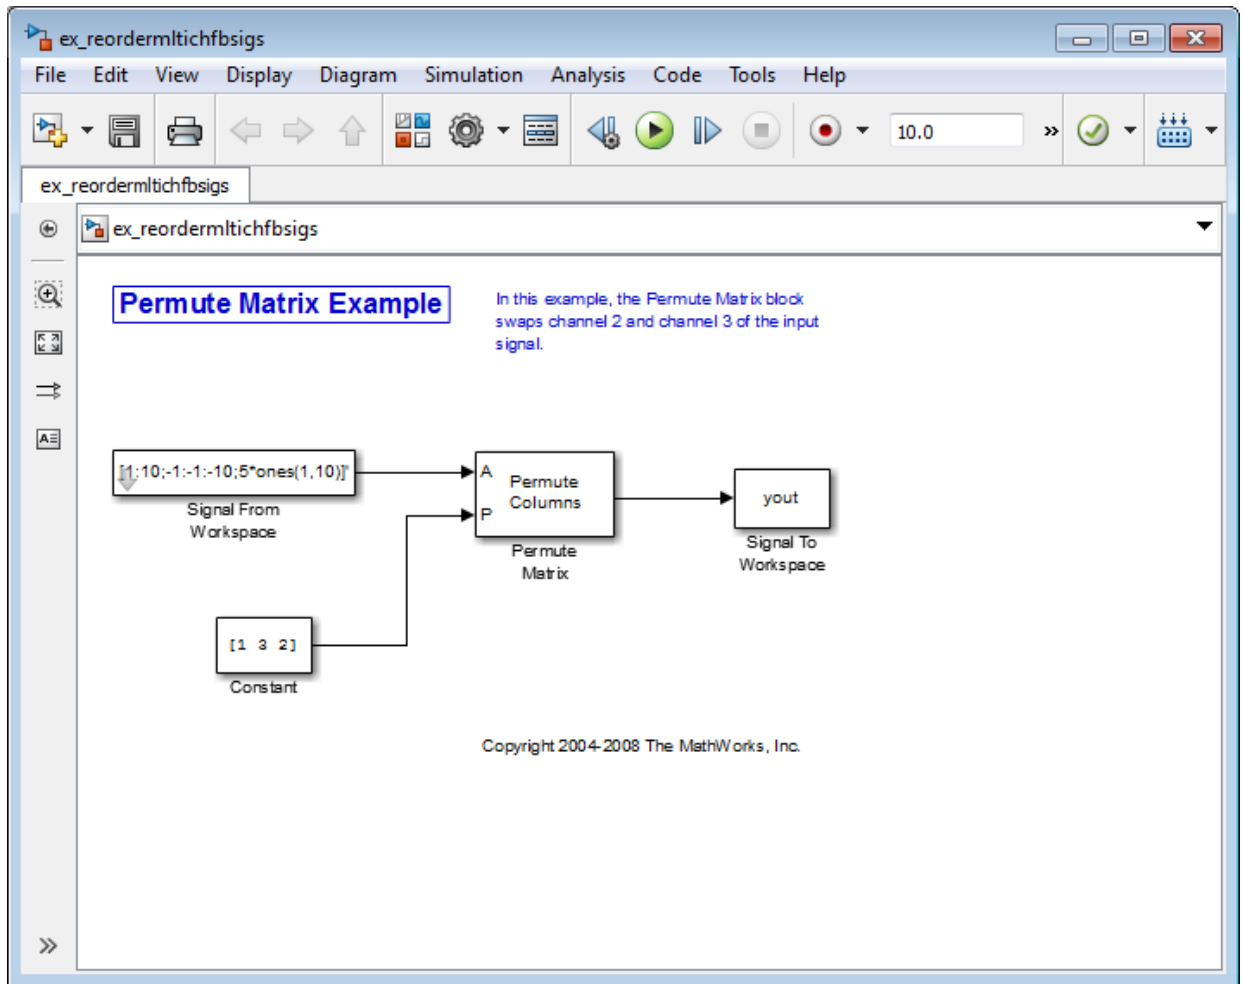 ex_reordermltichfbsigs
File Edit View Display Diagram Simulation Analysis Code Tools Help
10.0
ex_reordermltichfbsigs
ex_reordermltichfbsigs
Permute Matrix Example
In this example, the Permute Matrix block
swaps channel 2 and channel 3 of the input
signal.
[1:10;-1:-1:-10;5*ones(1,10)]'
Signal From
Workspace
A
P
Permute
Columns
Permute
Matrix
yout
Signal To
Workspace
[1 3 2]
Constant
Copyright 2004-2008 The MathWorks, Inc.